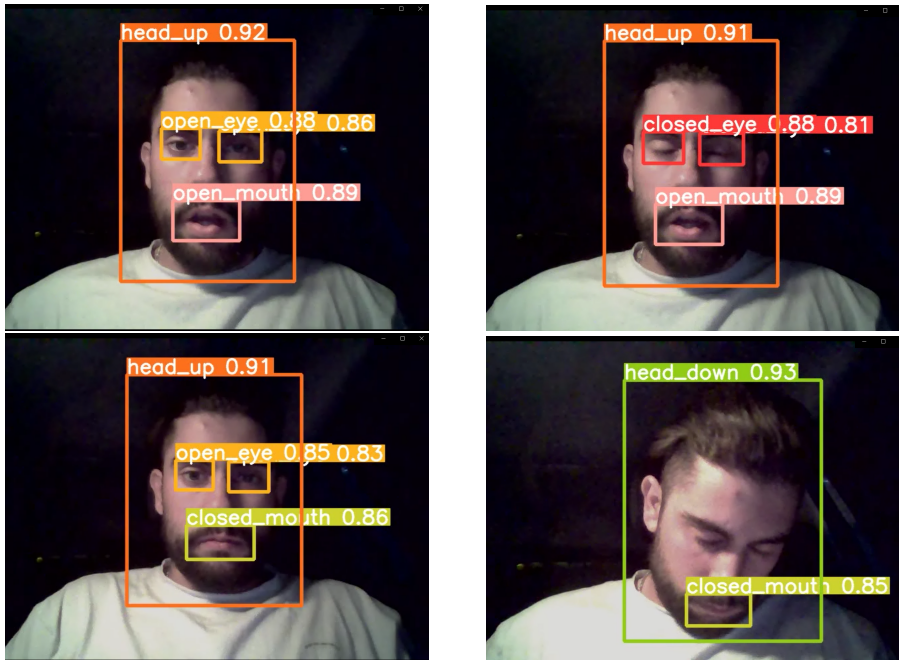 head_up 0.92
open_eye 0.88
0.86
open_mouth 0.89
head_up 0.91
closed_eye 0.88
0.81
open_mouth 0.89
head_up 0.91
open_eye 0.85
0.83
closed_mouth 0.86
head_down 0.93
closed_mouth 0.85